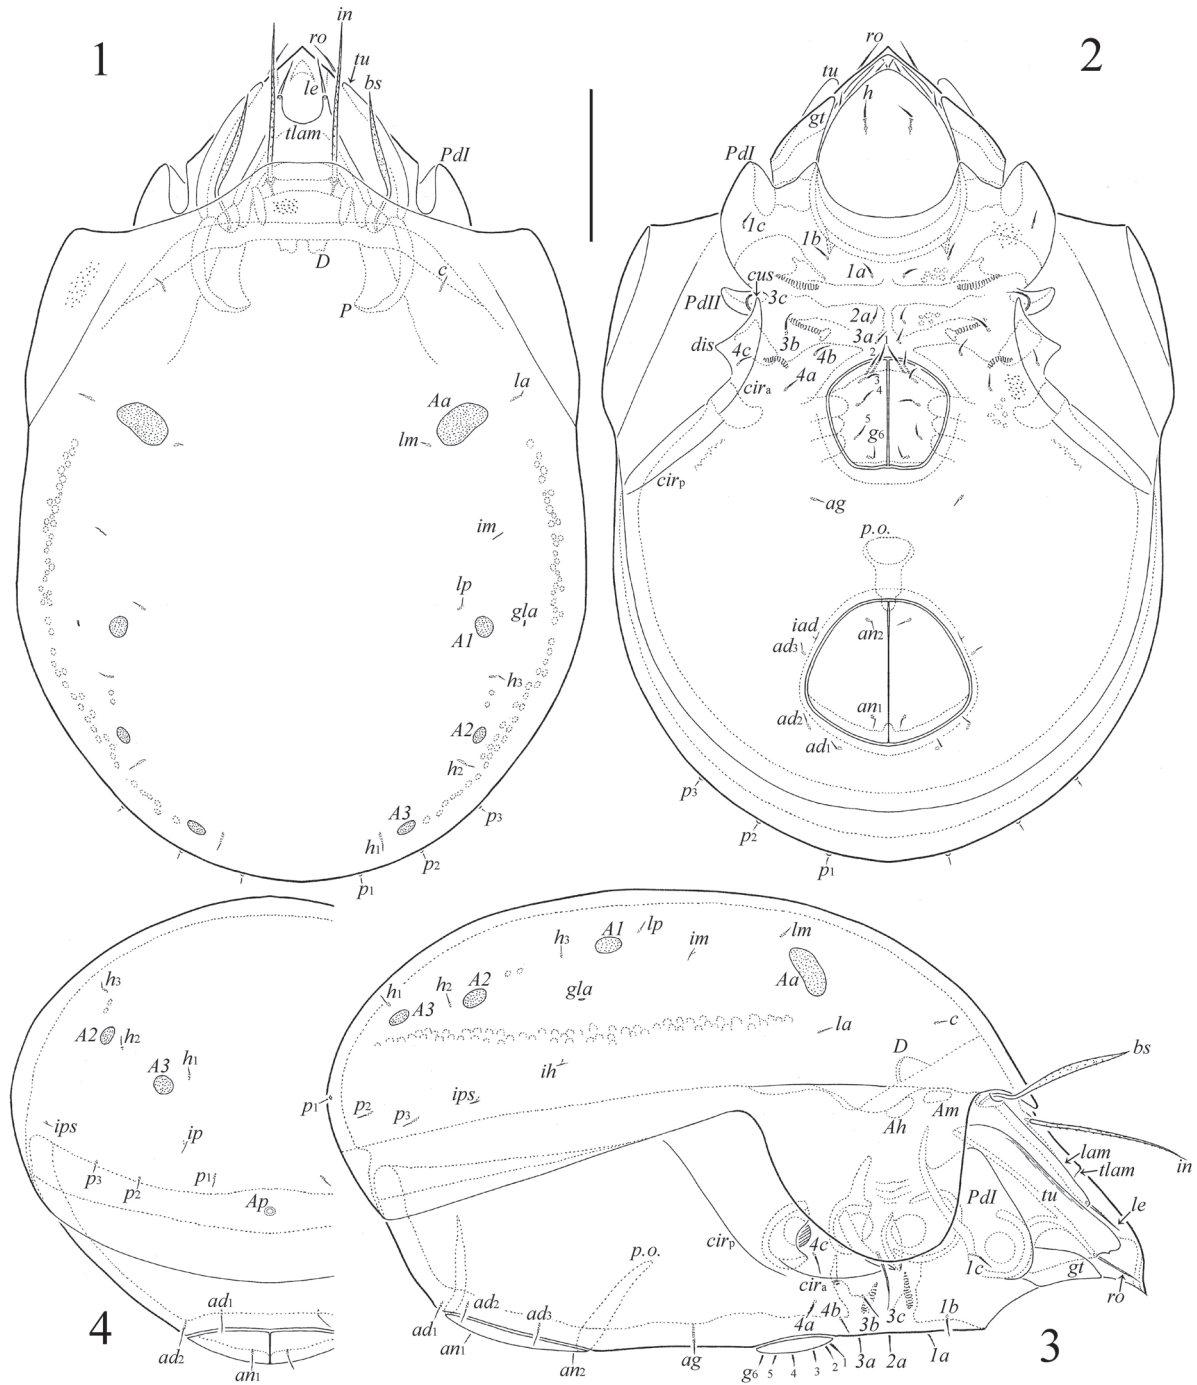 1
in
ro
tu
le
bs
tlam
PdI
D
c
P
la
Aa
lm
im
lp
gla
A1
h3
A2
h2
A3
p3
h1
p2
p1
2
ro
tu
h
gt
PdI
1c
1b
1a
cus
3c
PdII
2a
3a
1
dis
3b
4c
4b
2
4a
3
cira
4
5
g6
cirp
ag
p.o.
iad
an2
ad3
ad2
an1
ad1
p3
p2
p1
3
A1
lp
h3
im
lm
A2
h2
gla
Aa
h1
A3
la
c
D
bs
ih
ips
p1
p2
p3
Am
Ah
in
lam
tlam
PdI
tu
le
p.o.
cirp
4c
1c
gt
ro
cira
ad2
ad3
4b
3c
1b
ad1
4a
3b
an1
an2
ag
3a
2a
1a
g6
5
4
3
2
1
4
h3
A2
h2
A3
h1
ips
ip
p3
p2
p1
Ap
ad1
ad2
an1